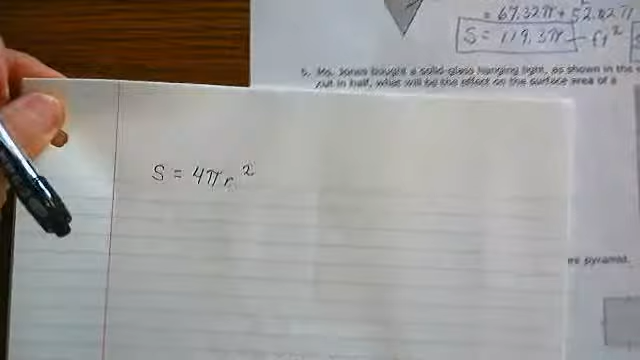 = 67.32π + 52.02π
S = 119.3π ft²
5. Ms. Jones bought a solid glass hanging light, as shown in the
cut in half, what will be the effect on the surface area of a
S = 4πr²
pyramid.